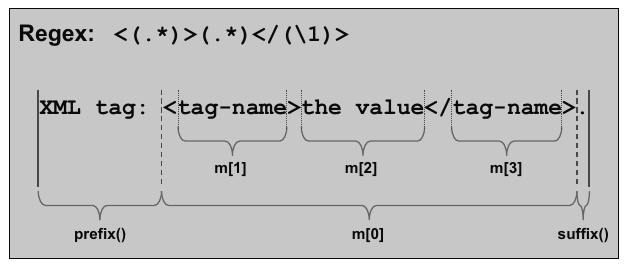 Regex: <(.*)>(.*)</(\1)>
XML tag: <tag-name>the value</tag-name>.
m[1] m[2] m[3]
prefix() m[0] suffix()